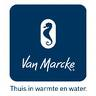 Van Marcke
Thuis in warmte en water.